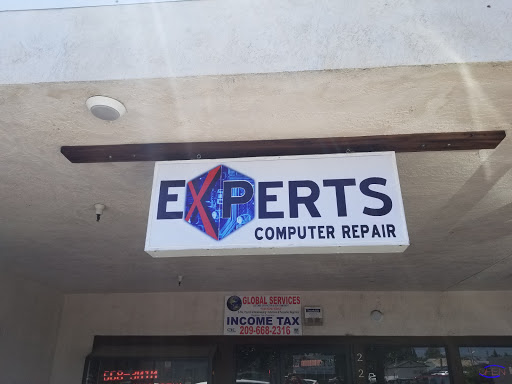 EXPERTS
COMPUTER REPAIR
GLOBAL SERVICES
INCOME TAX
209-668-2316